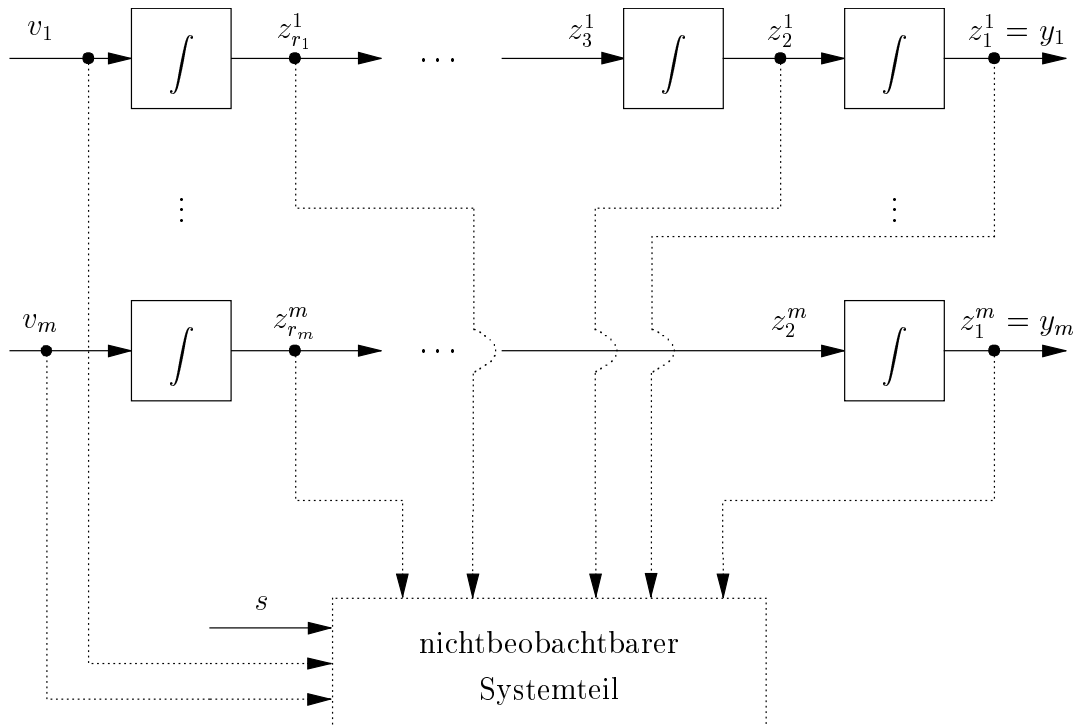 v_1 ∫ z^1_{r_1} ··· z^1_3 ∫ z^1_2 ∫ z^1_1 = y_1
⋮ ⋮
v_m ∫ z^m_{r_m} ··· z^m_2 ∫ z^m_1 = y_m
s
nichtbeobachtbarer
Systemteil